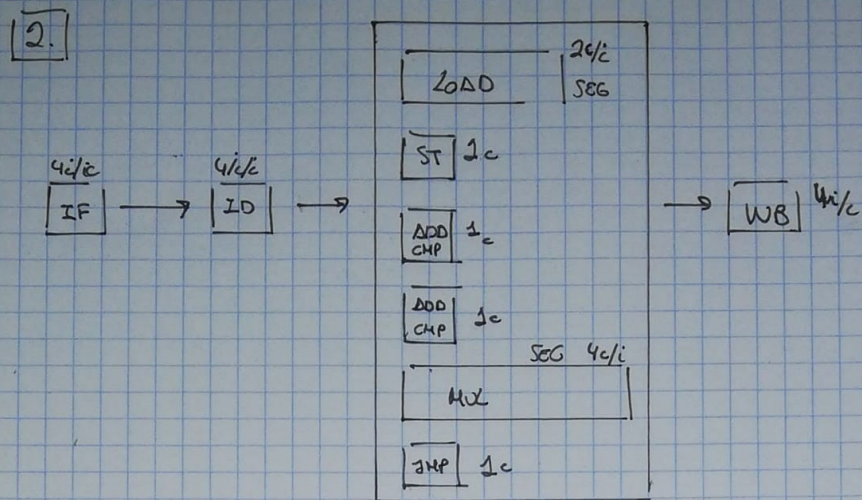 2.
2c/i
LOAD
SEG
ST 1c
4i/c
IF
4i/c
ID
ADD
CMP
1c
WB
4i/c
ADD
CMP
1c
SEG 4c/i
MUL
JMP 1c